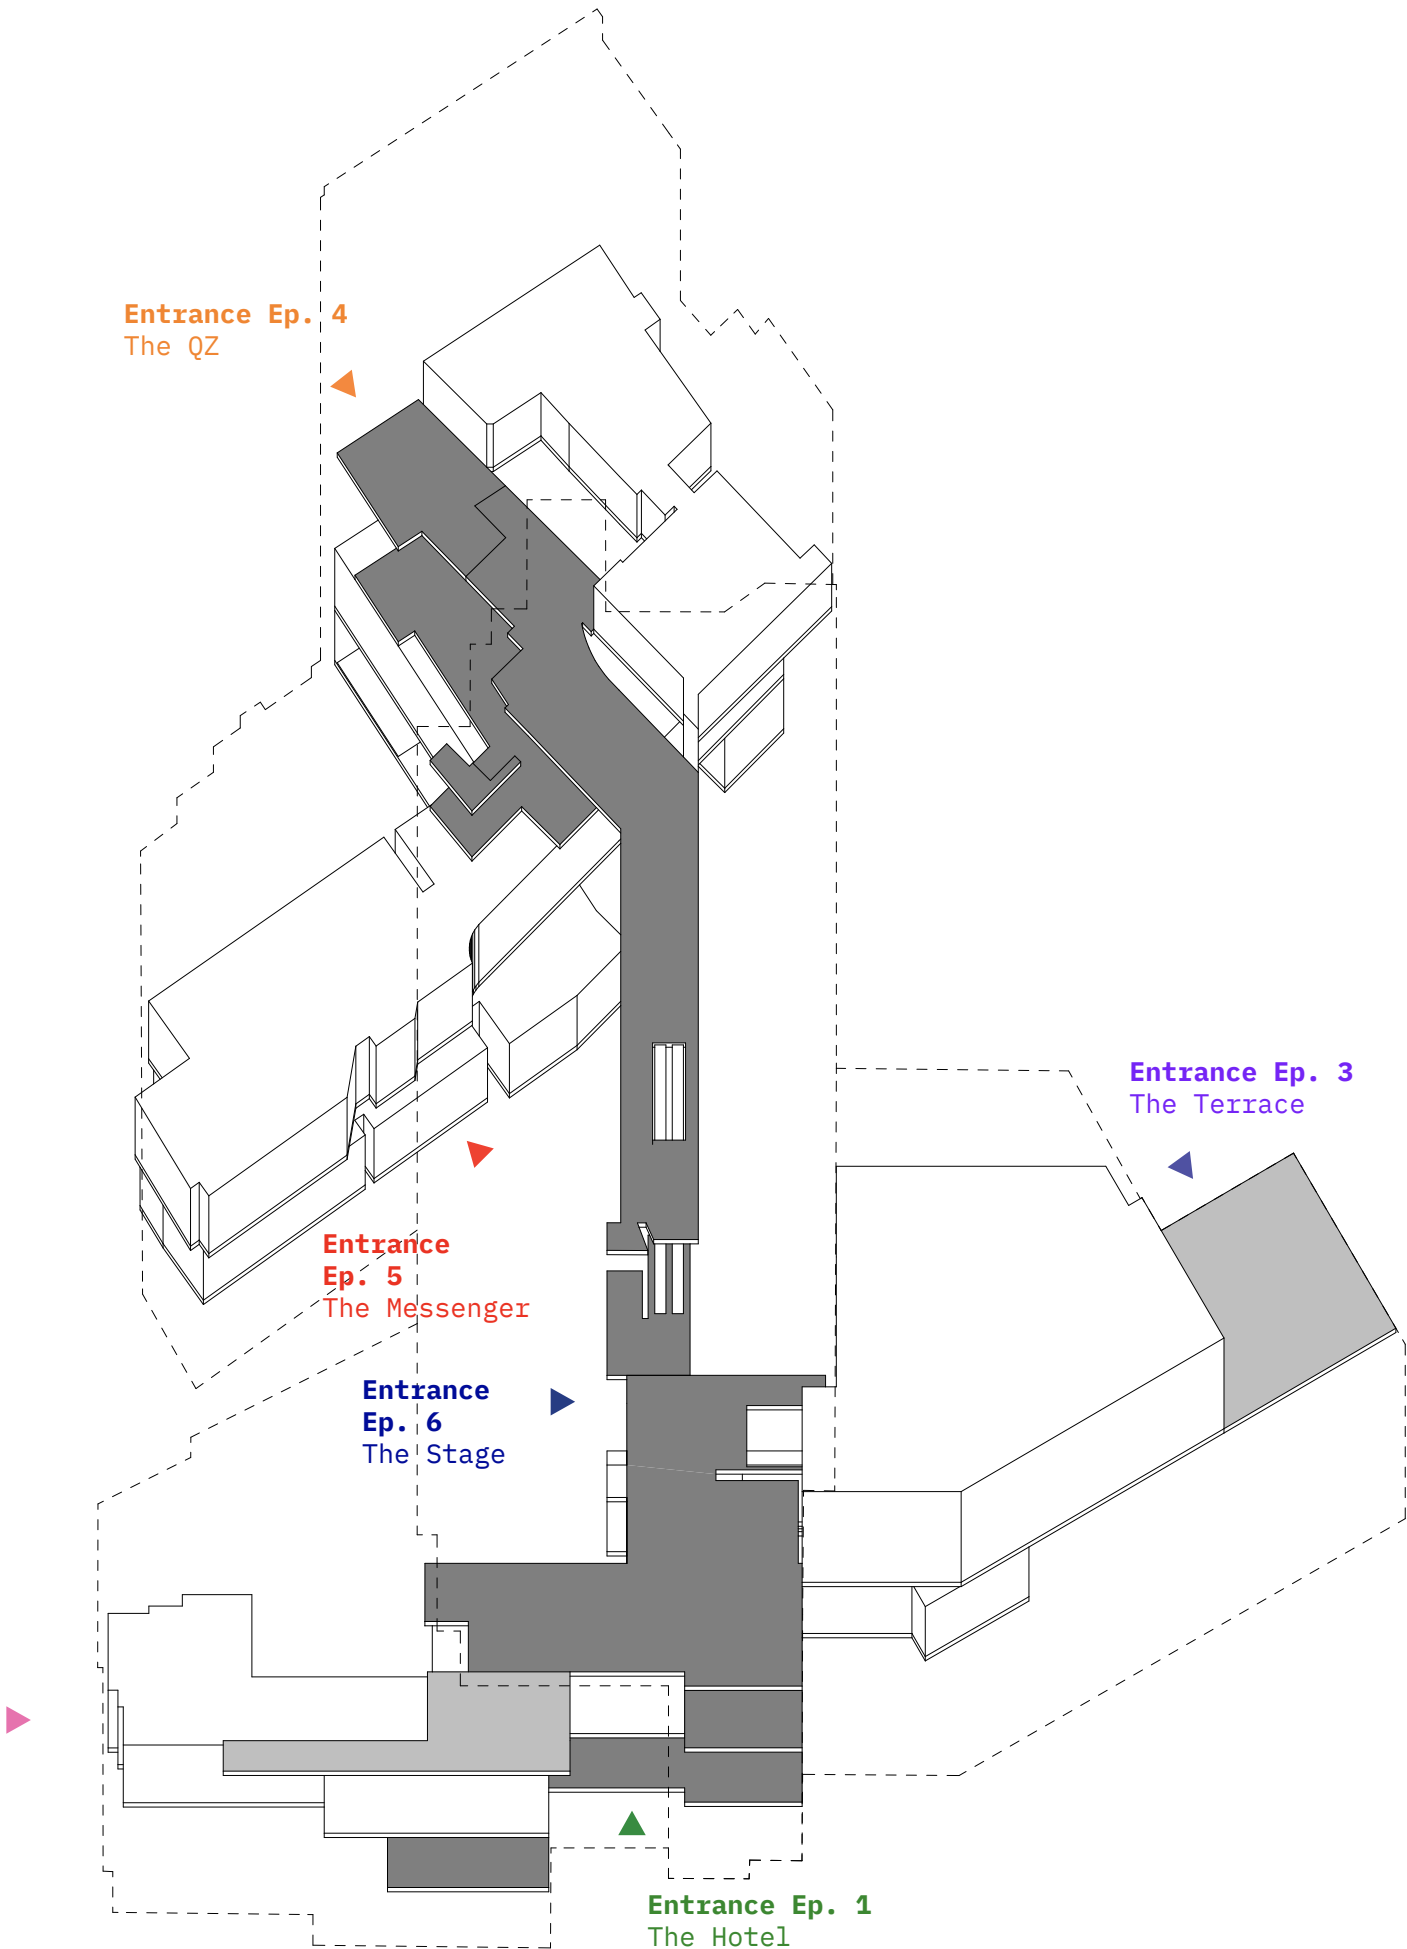 Entrance Ep. 4
The QZ
Entrance Ep. 3
The Terrace
Entrance
Ep. 5
The Messenger
Entrance
Ep. 6
The Stage
Entrance Ep. 1
The Hotel